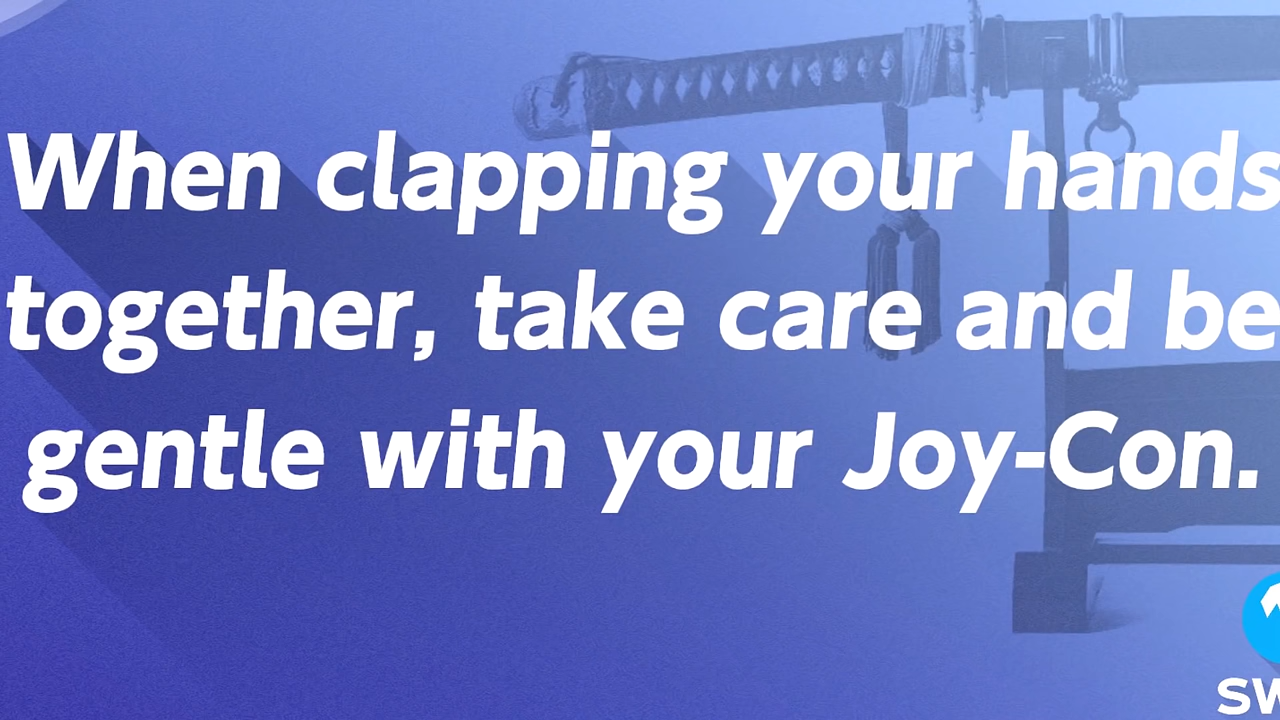 When clapping your hands
together, take care and be
gentle with your Joy-Con.